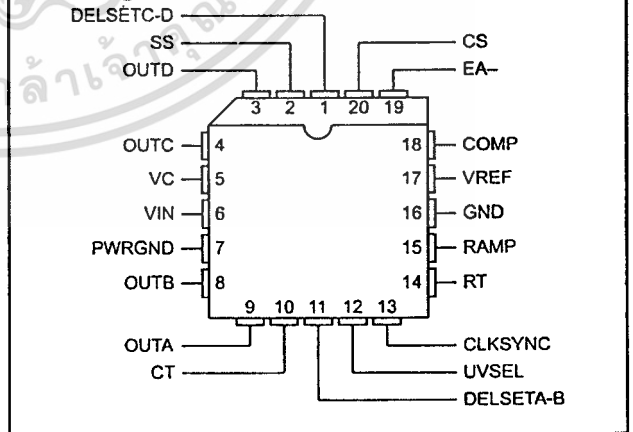 DELSETC-D
SS
OUTD
CS
EA–
3 2 1 20 19
OUTC 4
VC 5
VIN 6
PWRGND 7
OUTB 8
18 COMP
17 VREF
16 GND
15 RAMP
14 RT
9 10 11 12 13
OUTA
CT
CLKSYNC
UVSEL
DELSETA-B